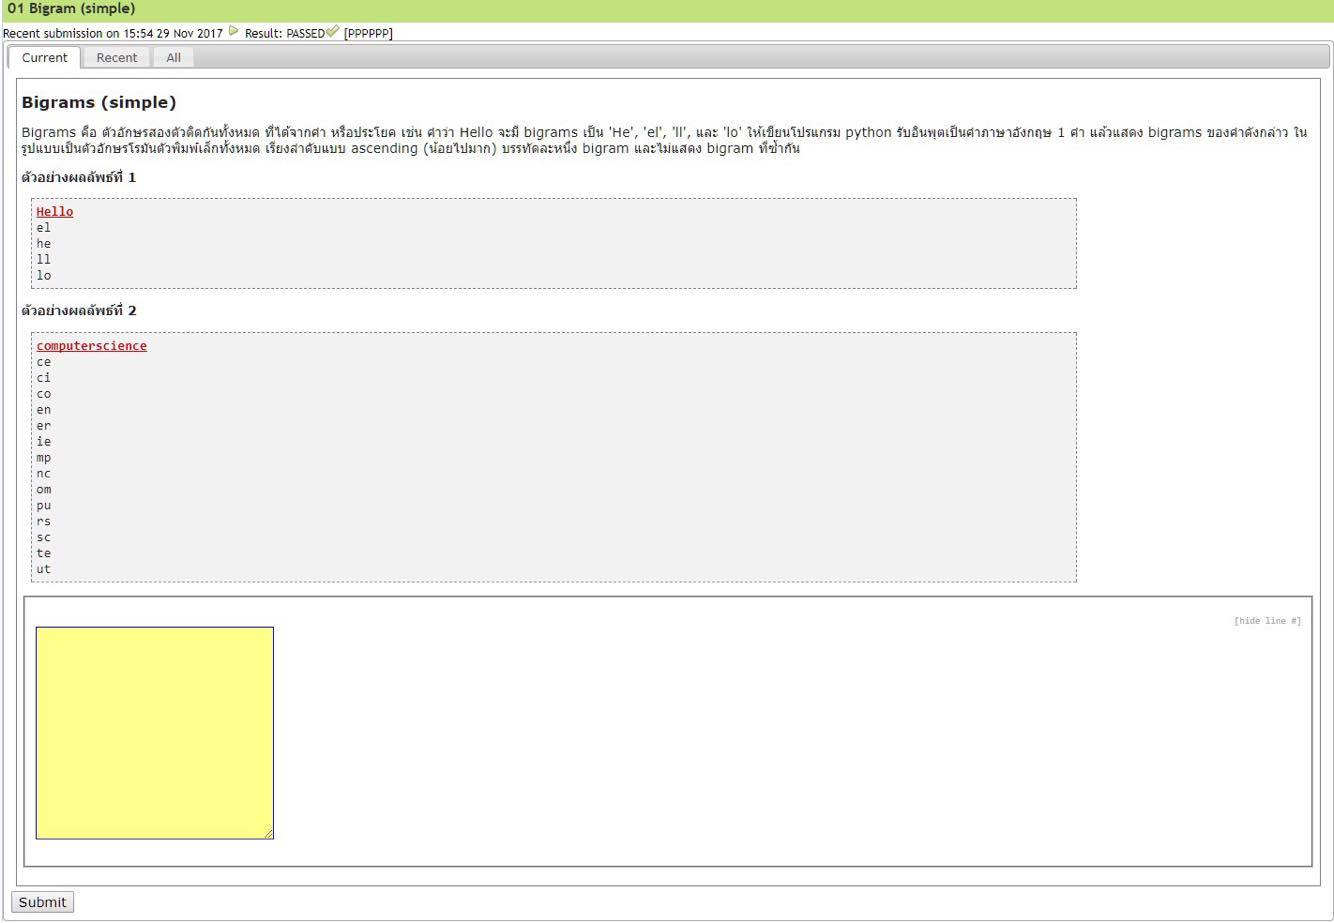 01 Bigram (simple)
Recent submission on 15:54 29 Nov 2017 Result: PASSED [PPPPPP]
Current Recent All
Bigrams (simple)
Bigrams คือ ตัวอักษรสองตัวติดกันทั้งหมด ที่ได้จากคำ หรือประโยค เช่น คำว่า Hello จะมี bigrams เป็น 'He', 'el', 'll', และ 'lo' ให้เขียนโปรแกรม python รับอินพุตเป็นคำภาษาอังกฤษ 1 คำ แล้วแสดง bigrams ของคำดังกล่าว ใน
รูปแบบเป็นตัวอักษรโรมันตัวพิมพ์เล็กทั้งหมด เรียงลำดับแบบ ascending (น้อยไปมาก) บรรทัดละหนึ่ง bigram และไม่แสดง bigram ที่ซ้ำกัน
ตัวอย่างผลลัพธ์ที่ 1
Hello
el
he
ll
lo
ตัวอย่างผลลัพธ์ที่ 2
computerscience
ce
ci
co
en
er
ie
mp
nc
om
pu
rs
sc
te
ut
[hide line #]
Submit